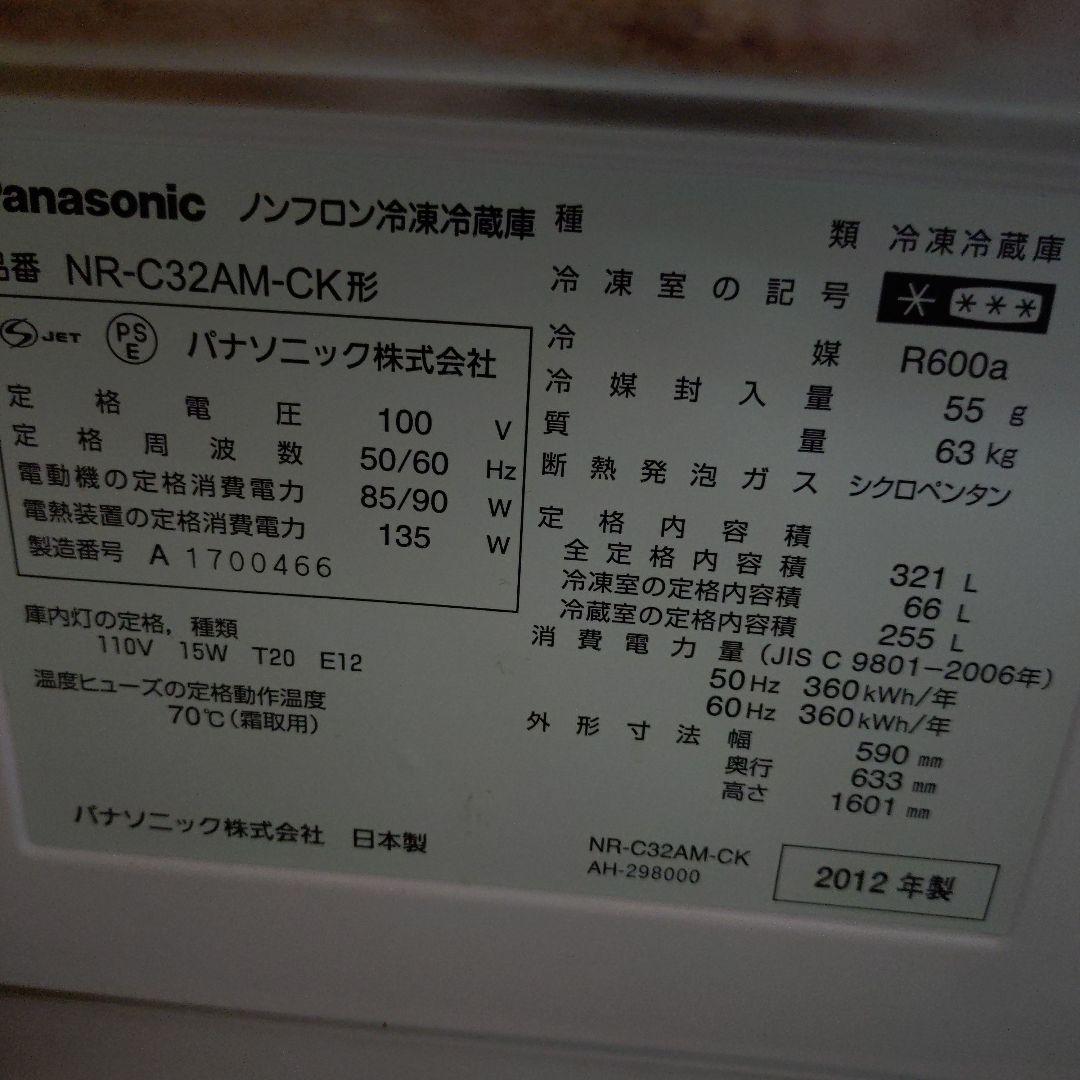 Panasonic ノンフロン冷凍冷蔵庫
品番 NR-C32AM-CK形
JET PSE パナソニック株式会社
定格電圧 100 V
定格周波数 50/60 Hz
電動機の定格消費電力 85/90 W
電熱装置の定格消費電力 135 W
製造番号 A 1700466
庫内灯の定格, 種類
110V 15W T20 E12
温度ヒューズの定格動作温度
70℃(霜取用)
パナソニック株式会社 日本製
種類 冷凍冷蔵庫
冷凍室の記号 * ***
冷媒 R600a
冷媒封入量 55 g
質量 63 kg
断熱発泡ガス シクロペンタン
定格内容積
全定格内容積 321 L
冷凍室の定格内容積 66 L
冷蔵室の定格内容積 255 L
消費電力量(JIS C 9801-2006年)
50Hz 360kWh/年
60Hz 360kWh/年
外形寸法 幅 590 mm
奥行 633 mm
高さ 1601 mm
NR-C32AM-CK
AH-298000
2012年製